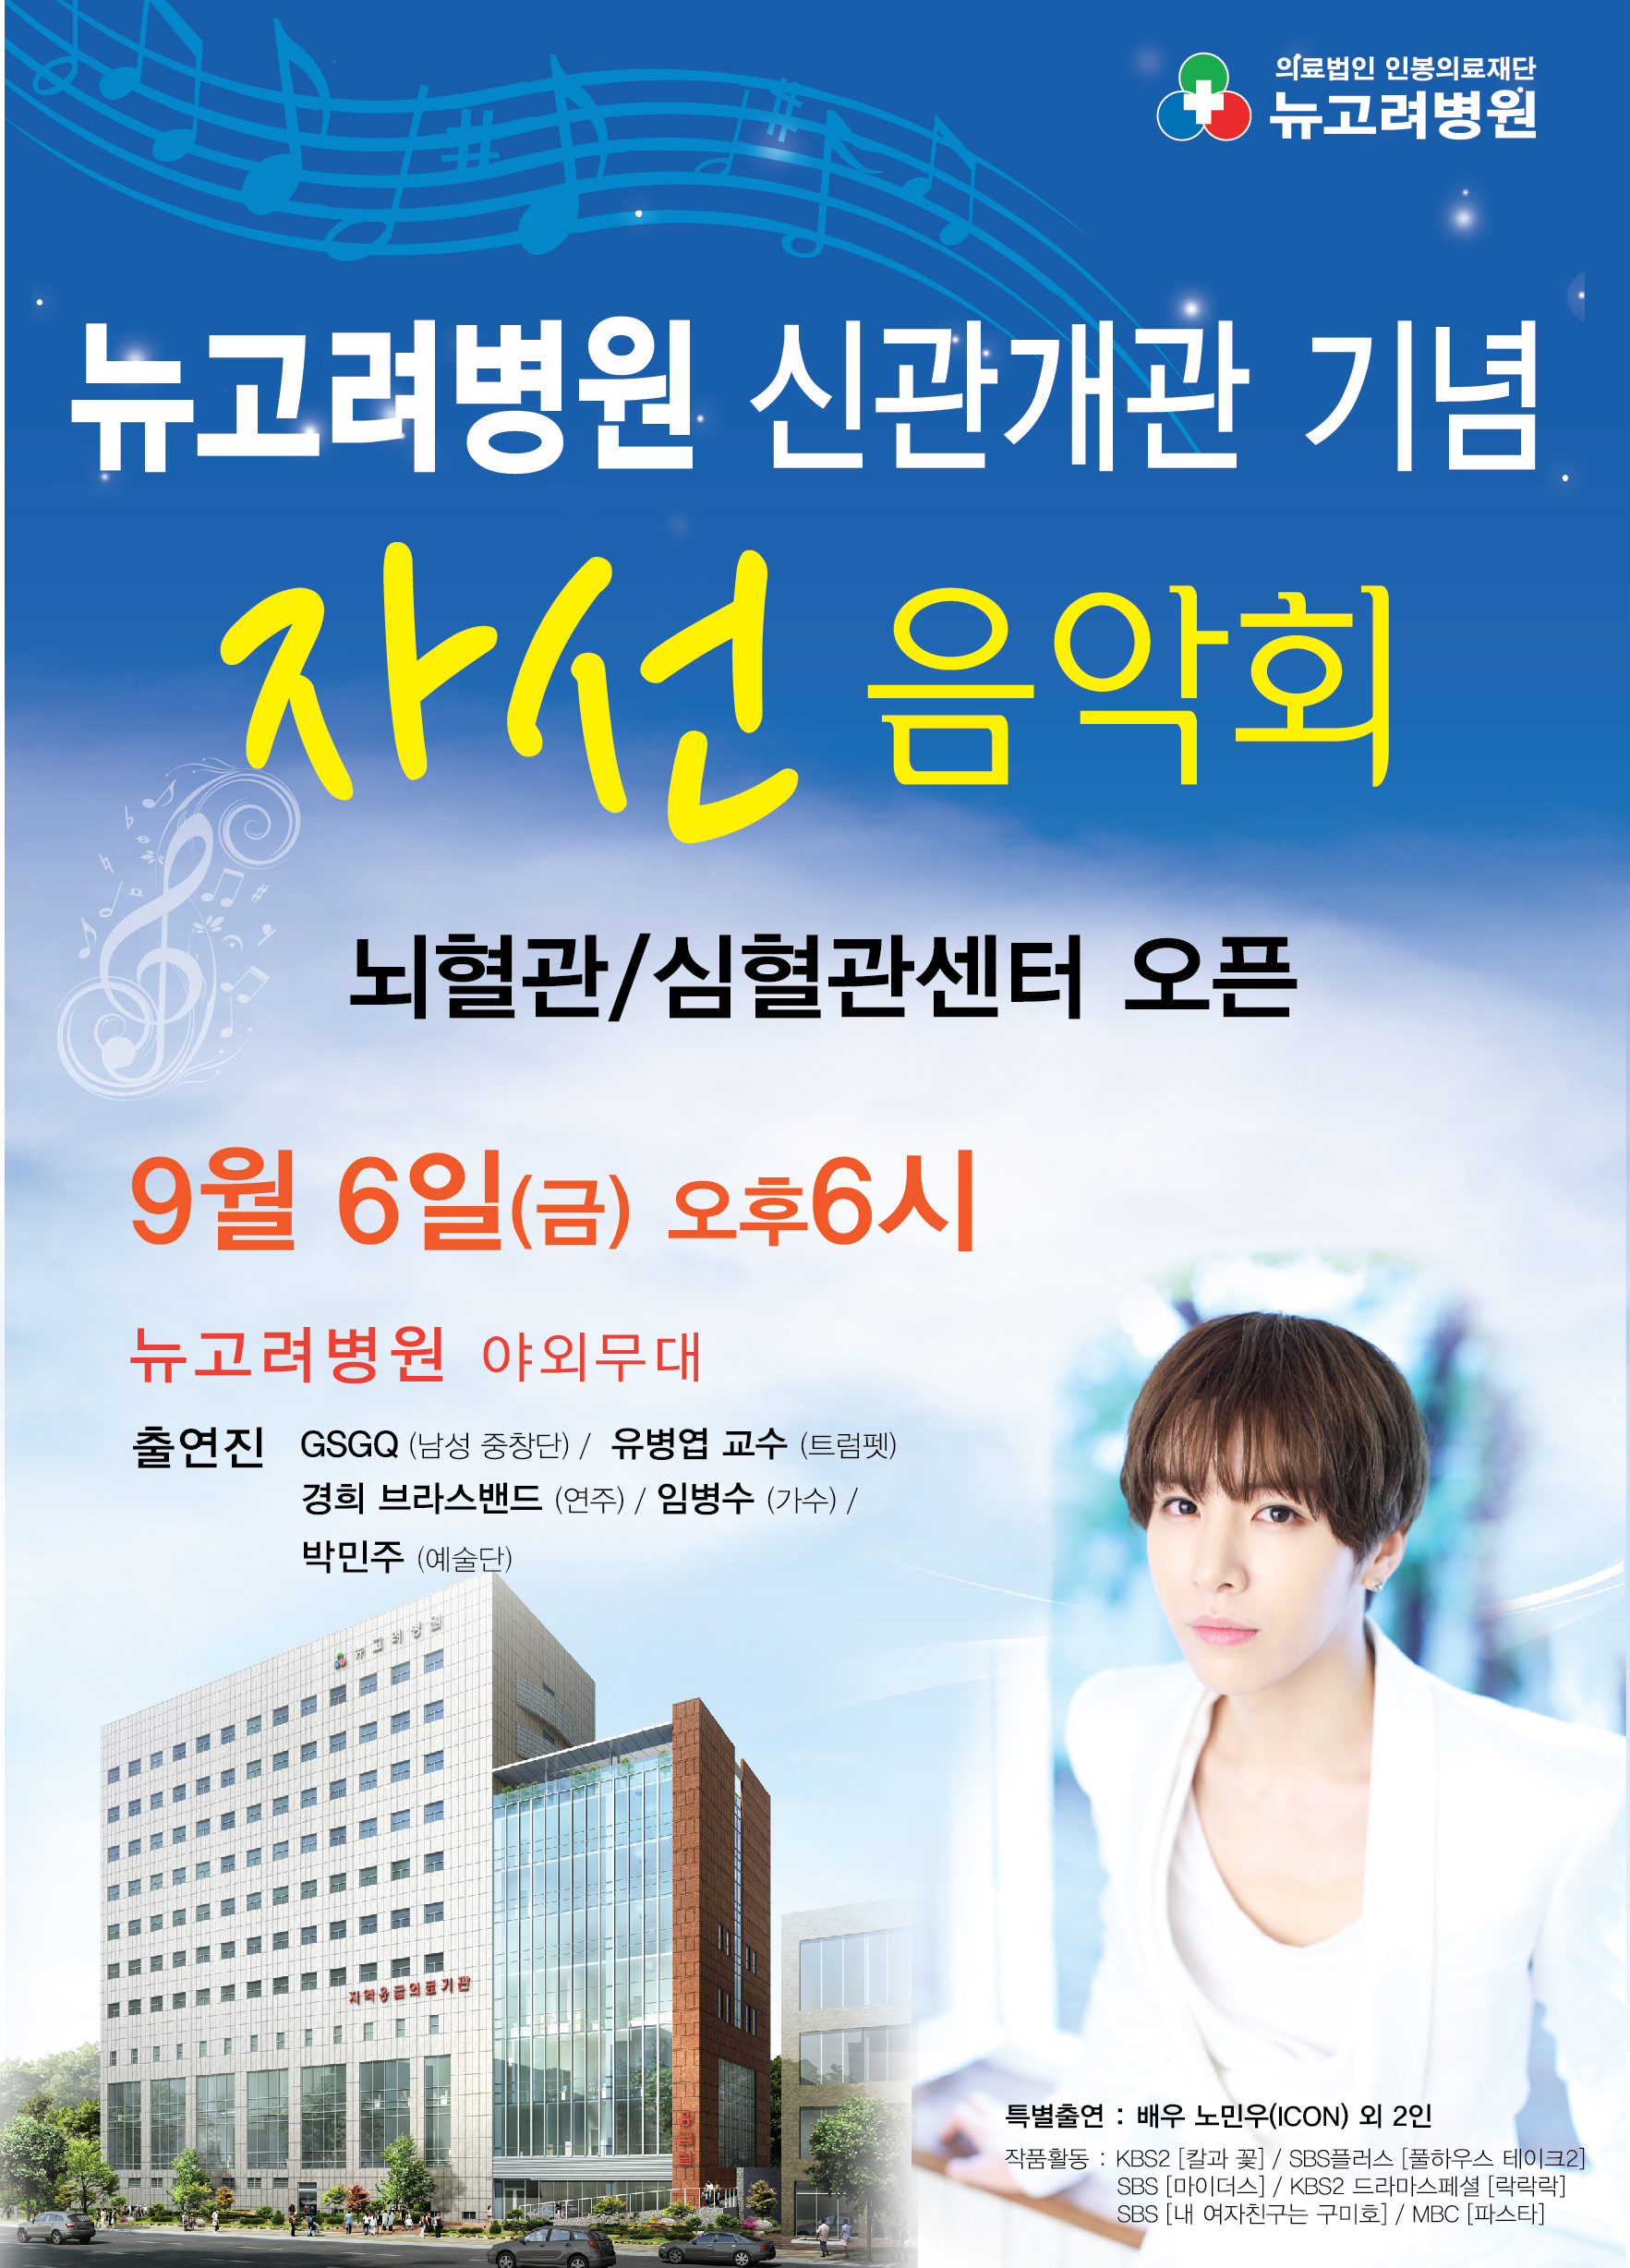 의료법인 인봉의료재단
뉴고려병원
뉴고려병원 신관개관 기념
자선 음악회
뇌혈관/심혈관센터 오픈
9월 6일(금) 오후6시
뉴고려병원 야외무대
출연진 GSGQ (남성 중창단) / 유병엽 교수 (트럼펫)
경희 브라스밴드 (연주) / 임병수 (가수) /
박민주 (예술단)
뉴고려병원
지역응급의료기관
응급실
특별출연 : 배우 노민우(ICON) 외 2인
작품활동 : KBS2 [칼과 꽃] / SBS플러스 [풀하우스 테이크2]
SBS [마이더스] / KBS2 드라마스페셜 [락락락]
SBS [내 여자친구는 구미호] / MBC [파스타]